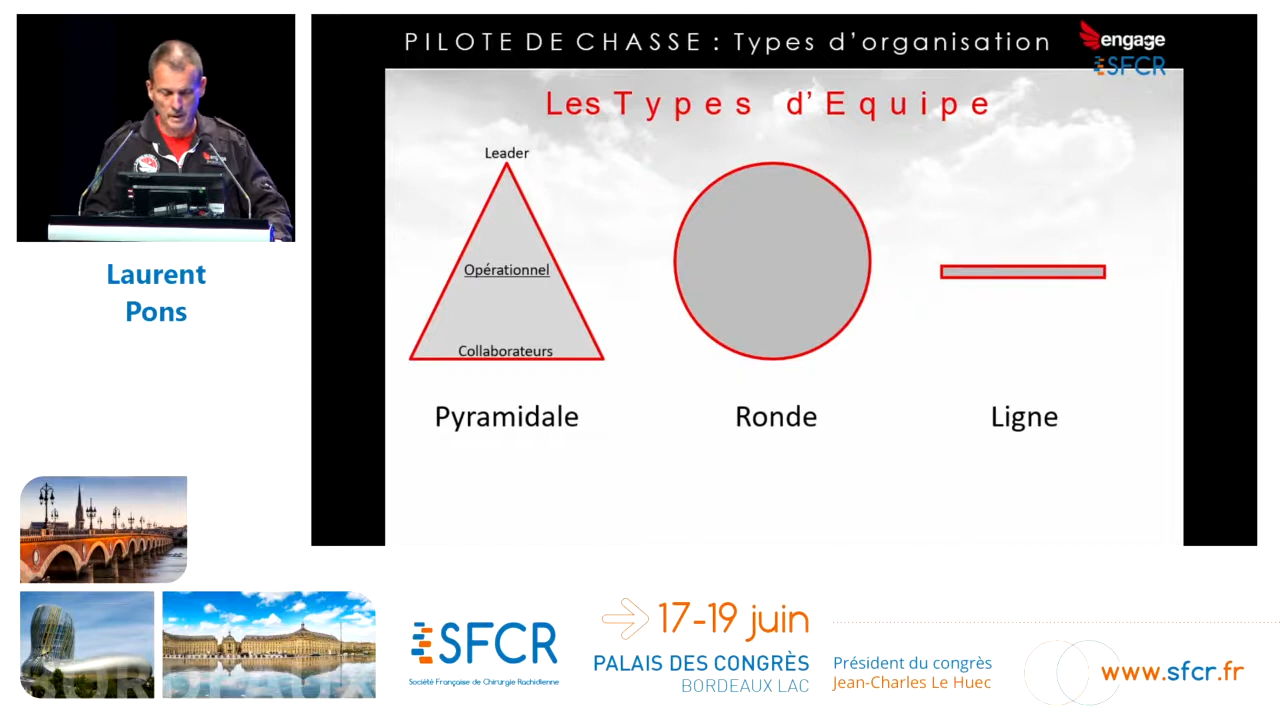 PILOTE DE CHASSE : Types d'organisation
engage
SFCR
Les Types d'Equipe
Leader
Opérationnel
Collaborateurs
Pyramidale
Ronde
Ligne
engage
Laurent
Pons
BORDEAUX
SFCR
Société Française de Chirurgie Rachidienne
17-19 juin
PALAIS DES CONGRÈS
BORDEAUX LAC
Président du congrès
Jean-Charles Le Huec
www.sfcr.fr